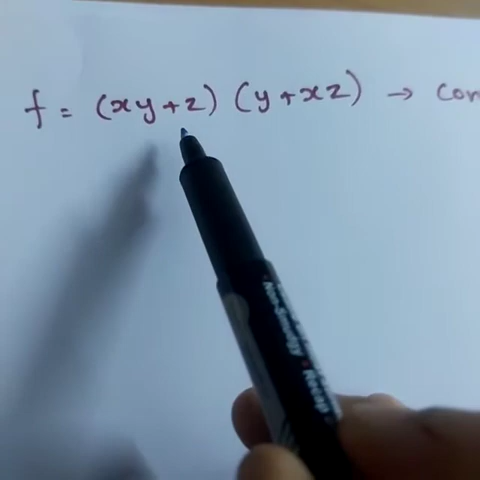 f = (xy+z) (y+xz) → Con